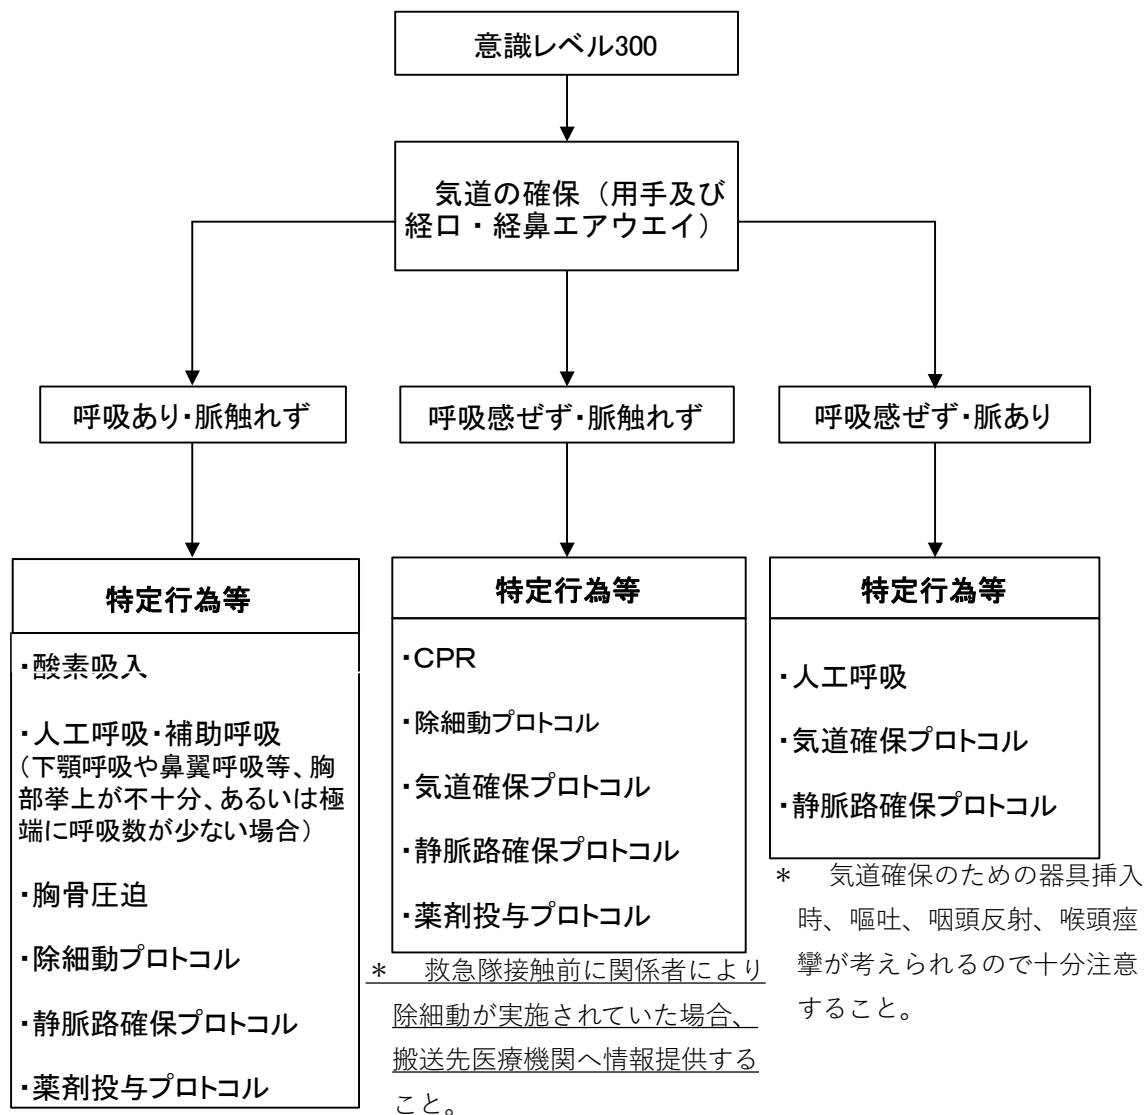 意識レベル300
気道の確保（用手及び
経口・経鼻エアウエイ）
呼吸あり・脈触れず
呼吸感ぜず・脈触れず
呼吸感ぜず・脈あり
特定行為等
・酸素吸入
・人工呼吸・補助呼吸
（下顎呼吸や鼻翼呼吸等、胸
部挙上が不十分、あるいは極
端に呼吸数が少ない場合）
・胸骨圧迫
・除細動プロトコル
・静脈路確保プロトコル
・薬剤投与プロトコル
特定行為等
・CPR
・除細動プロトコル
・気道確保プロトコル
・静脈路確保プロトコル
・薬剤投与プロトコル
＊　救急隊接触前に関係者により
除細動が実施されていた場合、
搬送先医療機関へ情報提供する
こと。
特定行為等
・人工呼吸
・気道確保プロトコル
・静脈路確保プロトコル
＊　気道確保のための器具挿入
時、嘔吐、咽頭反射、喉頭痙
攣が考えられるので十分注意
すること。